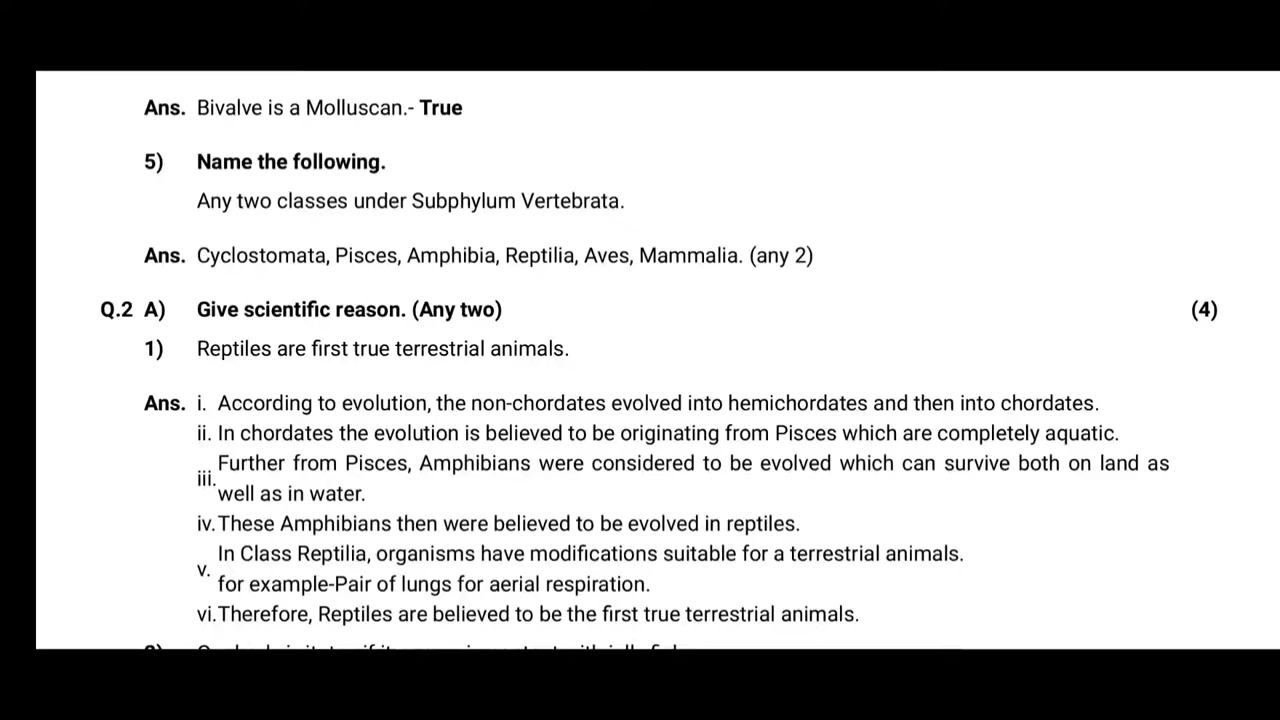 Ans. Bivalve is a Molluscan.- True
5) Name the following.
Any two classes under Subphylum Vertebrata.
Ans. Cyclostomata, Pisces, Amphibia, Reptilia, Aves, Mammalia. (any 2)
Q.2 A) Give scientific reason. (Any two) (4)
1) Reptiles are first true terrestrial animals.
Ans. i. According to evolution, the non-chordates evolved into hemichordates and then into chordates.
ii. In chordates the evolution is believed to be originating from Pisces which are completely aquatic.
iii. Further from Pisces, Amphibians were considered to be evolved which can survive both on land as
well as in water.
iv. These Amphibians then were believed to be evolved in reptiles.
v. In Class Reptilia, organisms have modifications suitable for a terrestrial animals.
for example-Pair of lungs for aerial respiration.
vi. Therefore, Reptiles are believed to be the first true terrestrial animals.